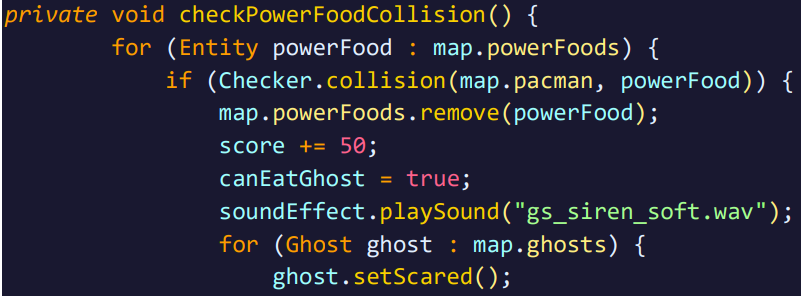 private void checkPowerFoodCollision() {
for (Entity powerFood : map.powerFoods) {
if (Checker.collision(map.pacman, powerFood)) {
map.powerFoods.remove(powerFood);
score += 50;
canEatGhost = true;
soundEffect.playSound("gs_siren_soft.wav");
for (Ghost ghost : map.ghosts) {
ghost.setScared();